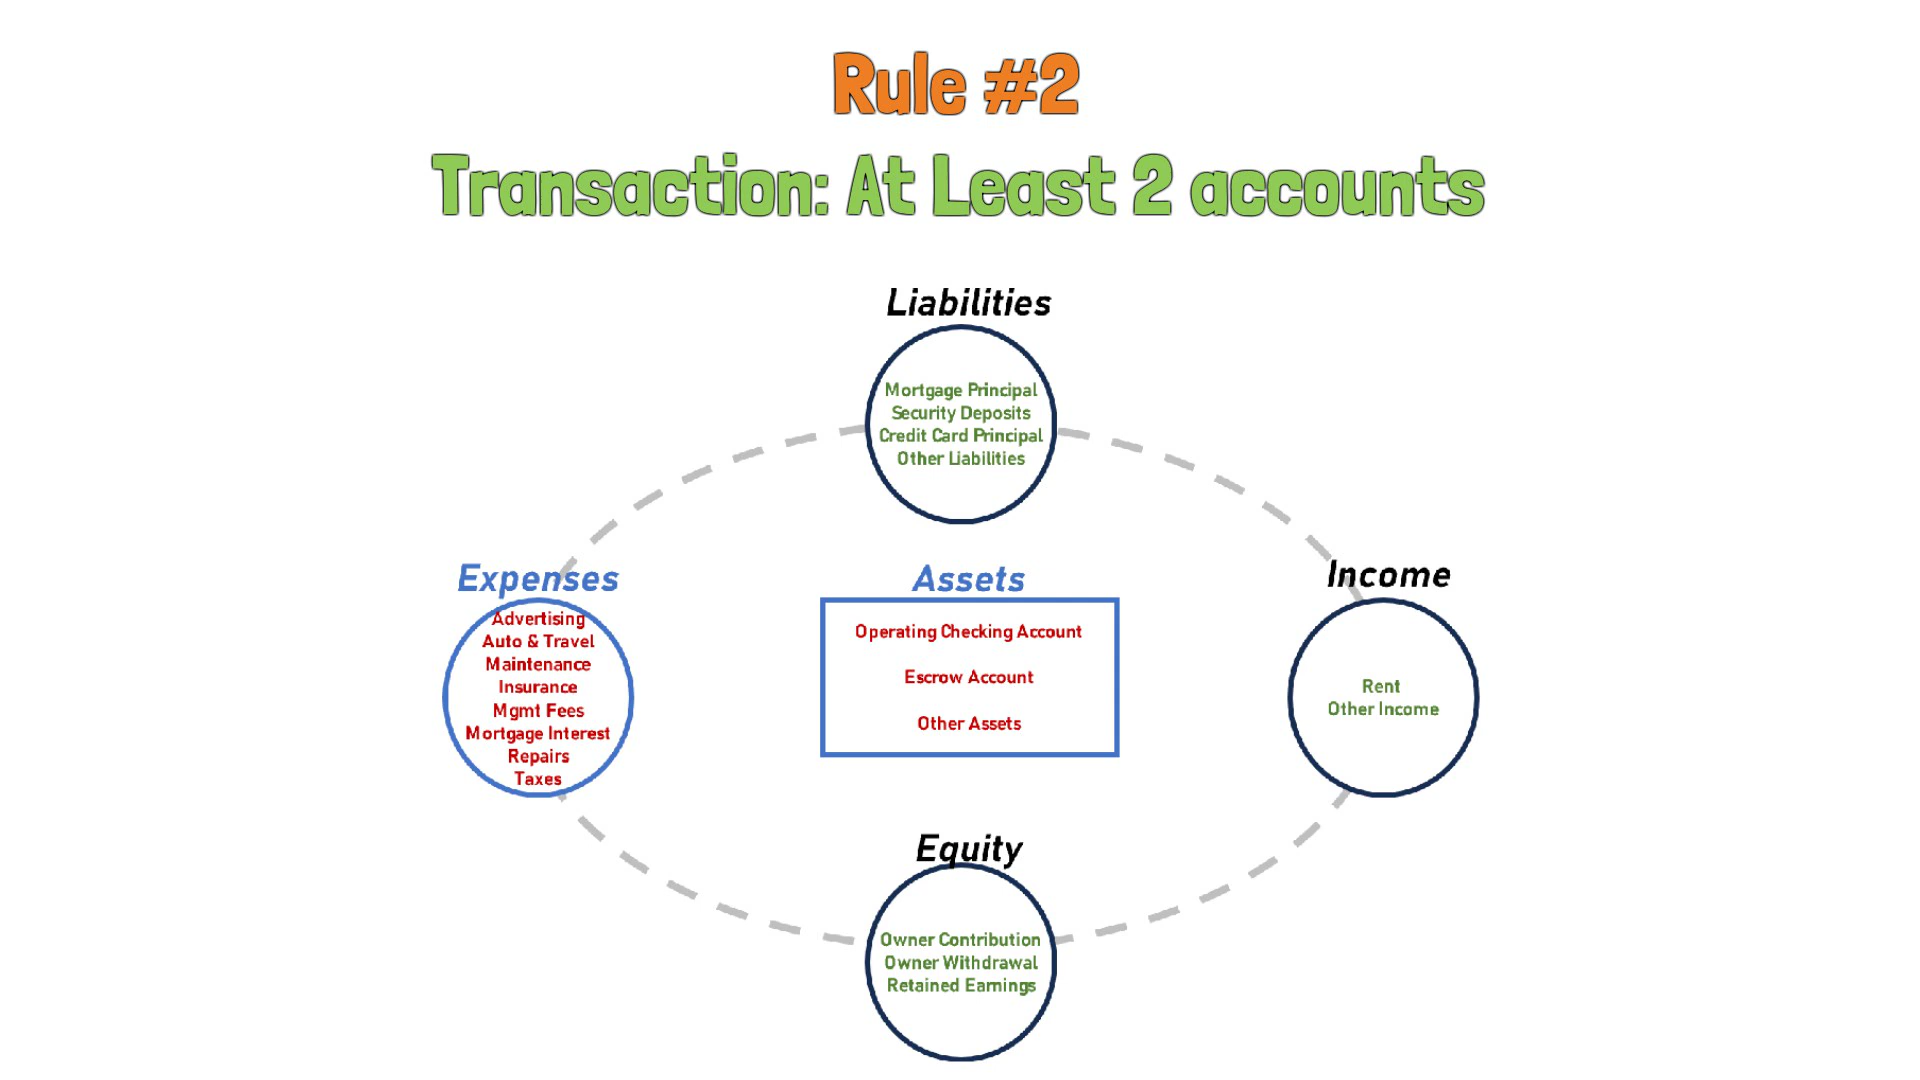 Rule #2
Transaction: At Least 2 accounts
Liabilities
Mortgage Principal
Security Deposits
Credit Card Principal
Other Liabilities
Expenses
Advertising
Auto & Travel
Maintenance
Insurance
Mgmt Fees
Mortgage Interest
Repairs
Taxes
Assets
Operating Checking Account
Escrow Account
Other Assets
Income
Rent
Other Income
Equity
Owner Contribution
Owner Withdrawal
Retained Earnings